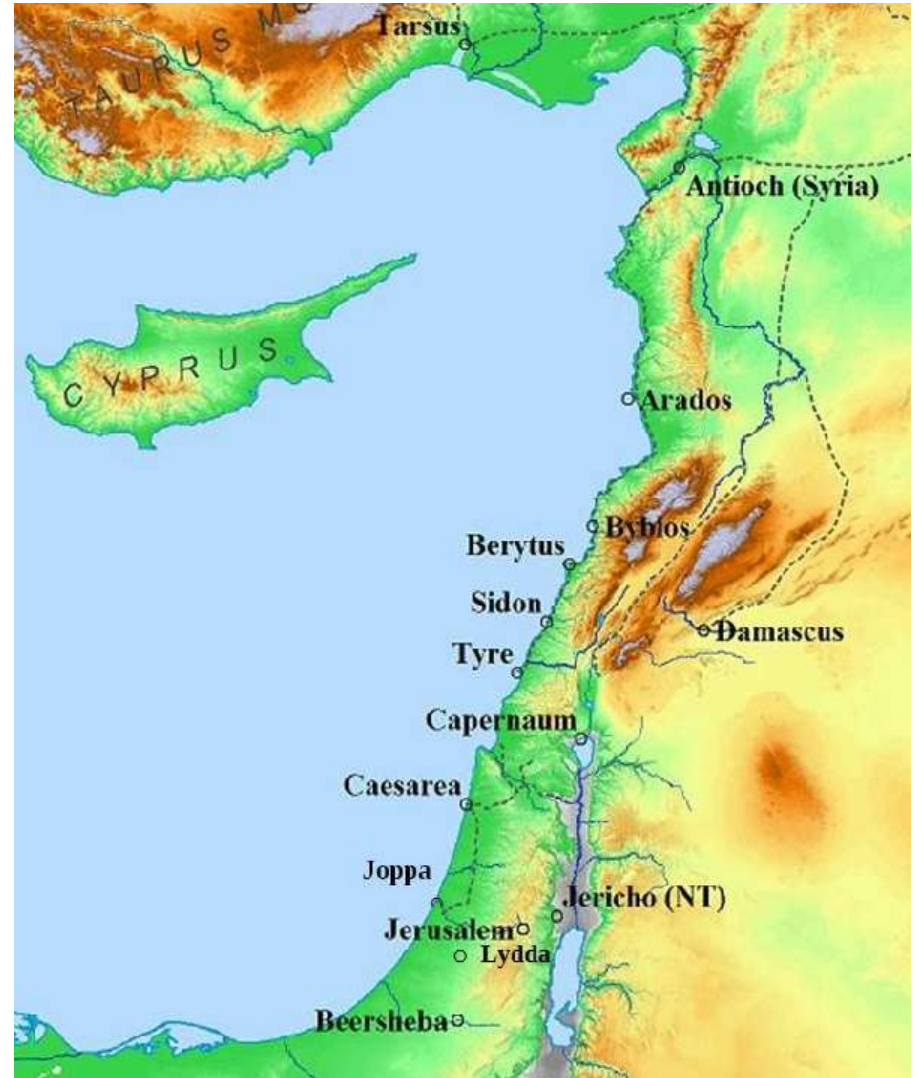 Tarsus
TAURUS MO
Antioch (Syria)
CYPRUS
Arados
Byblos
Berytus
Sidon
Damascus
Tyre
Capernaum
Caesarea
Joppa
Jericho (NT)
Jerusalem
Lydda
Beersheba